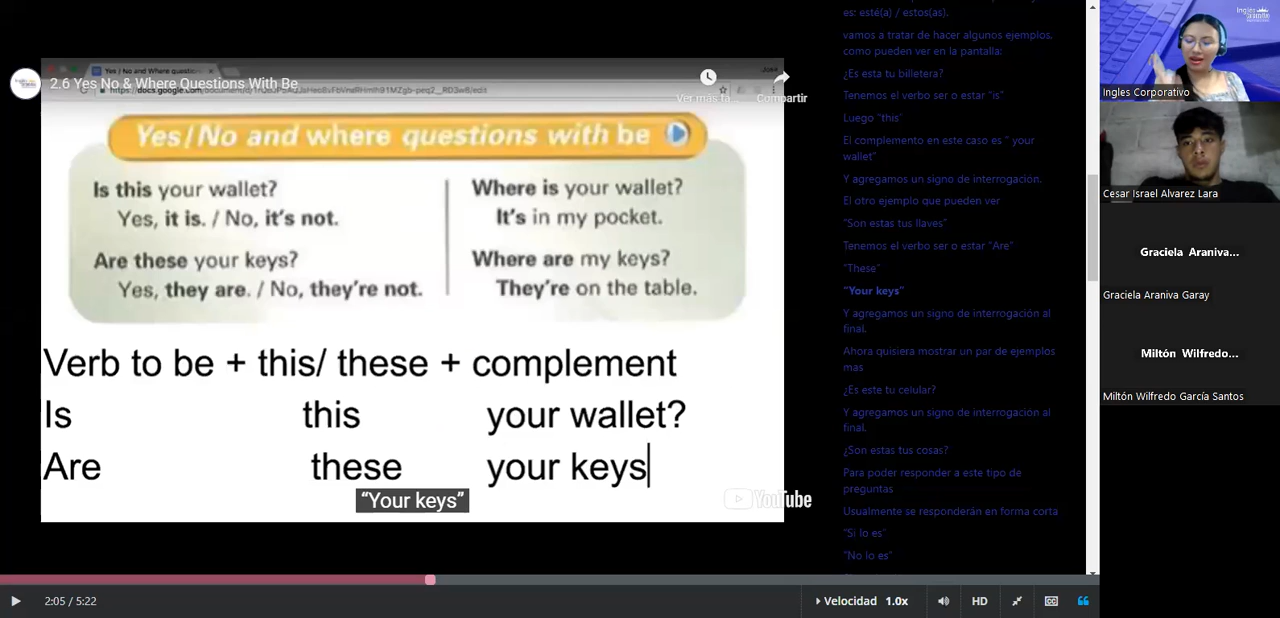 2.6 Yes No & Where Questions With Be
Ver más ta...
Compartir
Yes/No and where questions with be
Is this your wallet?
Yes, it is. / No, it's not.
Are these your keys?
Yes, they are. / No, they're not.
Where is your wallet?
It's in my pocket.
Where are my keys?
They're on the table.
Verb to be + this/ these + complement
Is this your wallet?
Are these your keys
"Your keys"
YouTube
es: esté(a) / estos(as).
vamos a tratar de hacer algunos ejemplos,
como pueden ver en la pantalla:
¿Es esta tu billetera?
Tenemos el verbo ser o estar "is"
Luego "this'
El complemento en este caso es " your
wallet"
Y agregamos un signo de interrogación.
El otro ejemplo que pueden ver
"Son estas tus llaves"
Tenemos el verbo ser o estar "Are"
"These"
"Your keys"
Y agregamos un signo de interrogación al
final.
Ahora quisiera mostrar un par de ejemplos
mas
¿Es este tu celular?
Y agregamos un signo de interrogación al
final.
¿Son estas tus cosas?
Para poder responder a este tipo de
preguntas
Usualmente se responderán en forma corta
"Si lo es"
"No lo es"
2:05 / 5:22
Velocidad 1.0x
HD
Ingles Corporativo
Cesar Israel Alvarez Lara
Graciela Araniva...
Graciela Araniva Garay
Miltón Wilfredo...
Miltón Wilfredo García Santos